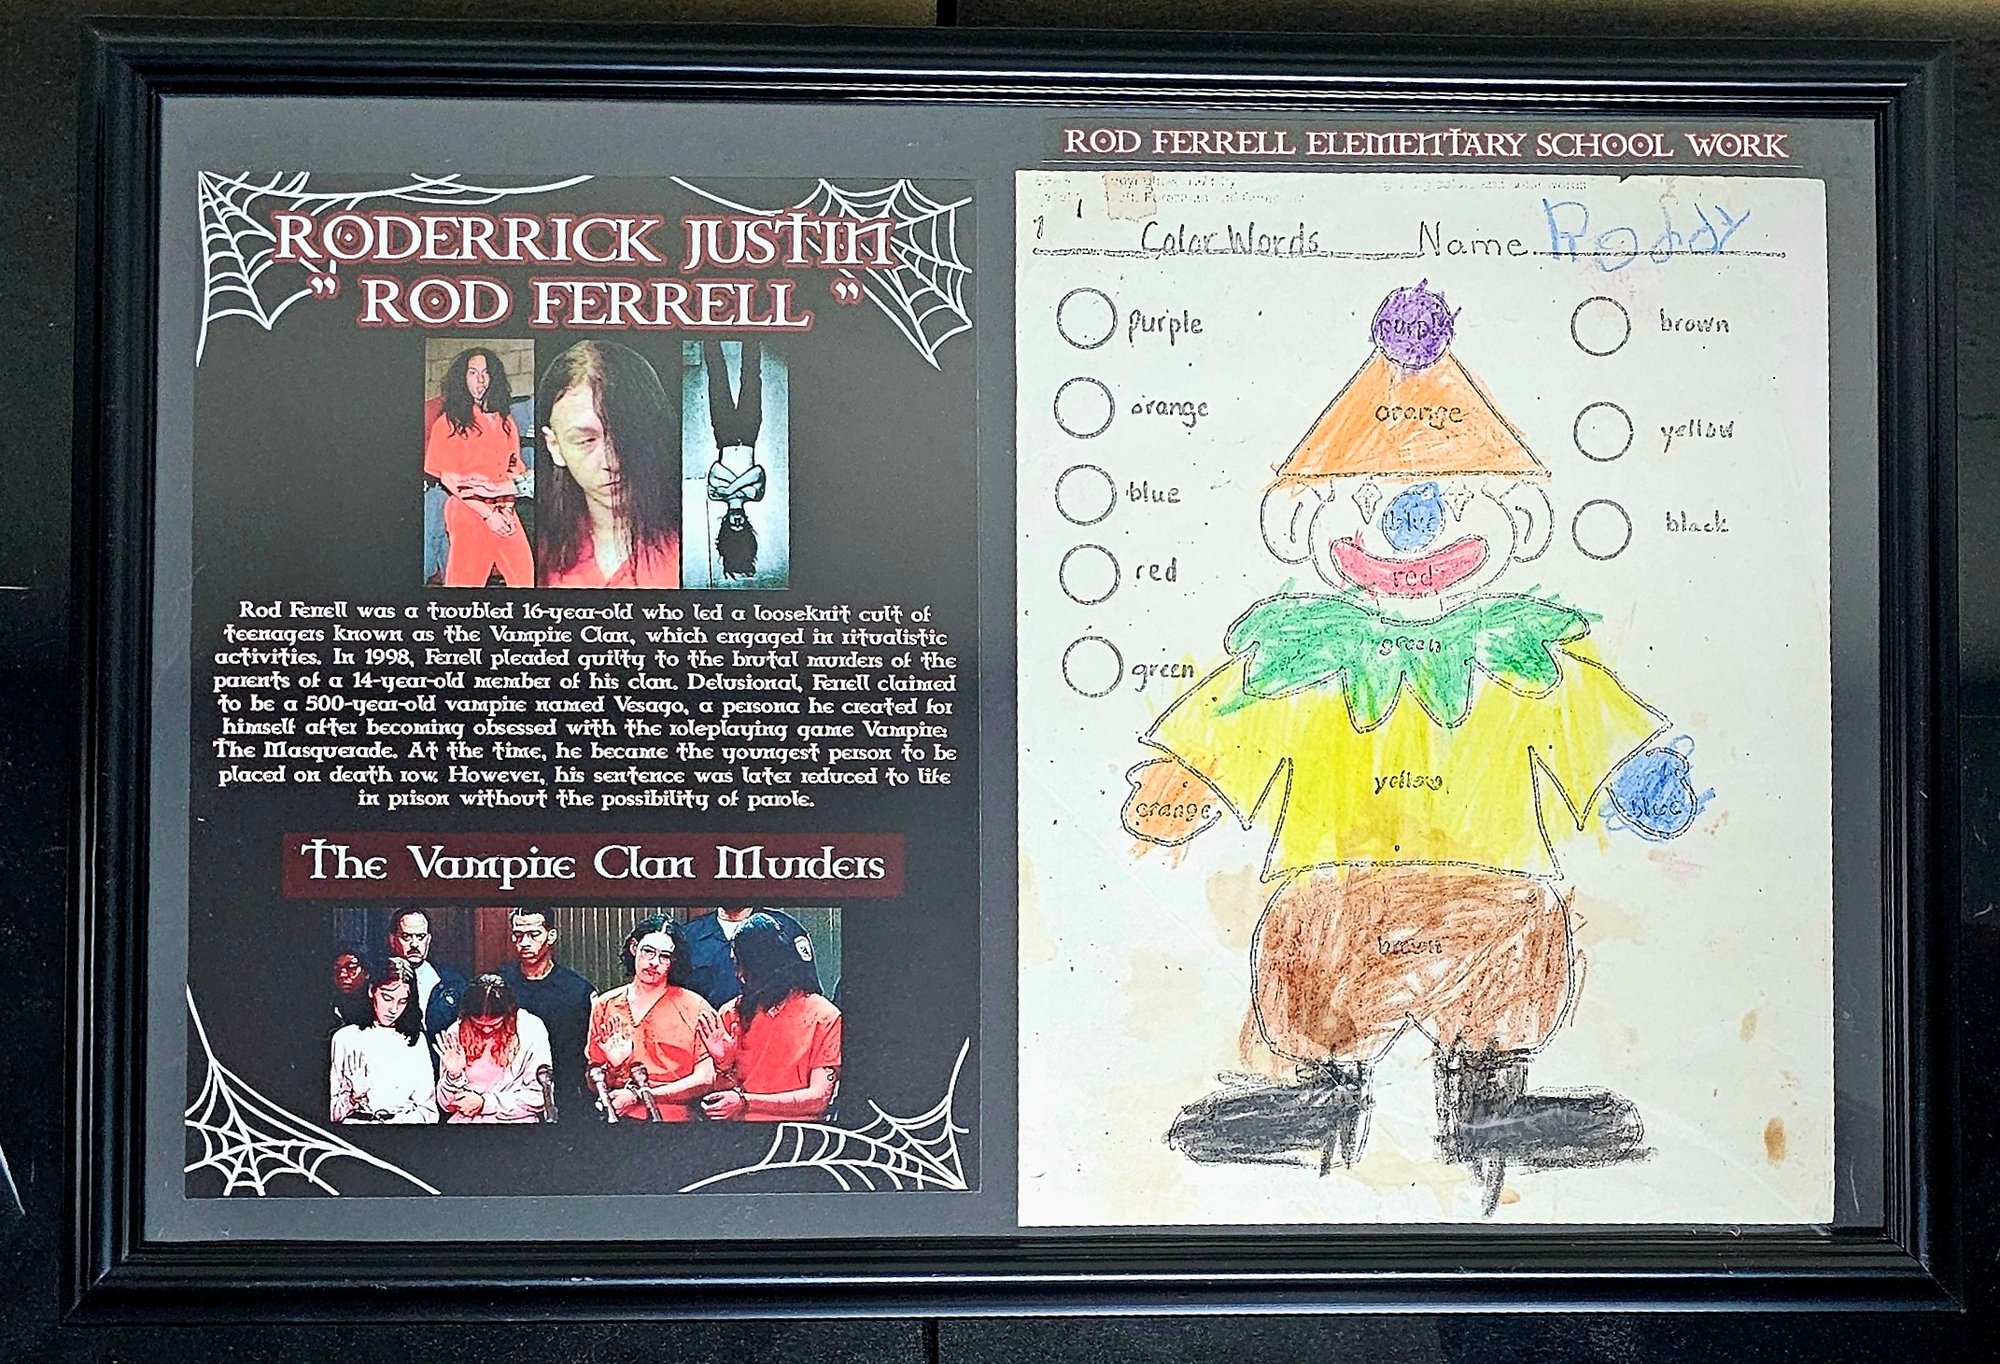 RODERRICK JUSTIN
" ROD FERRELL "
Rod Ferrell was a troubled 16-year-old who led a looseknit cult of
teenagers known as the Vampire Clan, which engaged in ritualistic
activities. In 1998, Ferrell pleaded guilty to the brutal murders of the
parents of a 14-year-old member of his clan. Delusional, Ferrell claimed
to be a 500-year-old vampire named Vesago, a persona he created for
himself after becoming obsessed with the roleplaying game Vampire:
The Masquerade. At the time, he became the youngest person to be
placed on death row. However, his sentence was later reduced to life
in prison without the possibility of parole.
The Vampire Clan Murders
ROD FERRELL ELEMENTARY SCHOOL WORK
Color Words Name Roddy
purple
orange
blue
red
green
brown
yellow
black
purple
orange
blue
red
green
yellow
orange
blue
brown